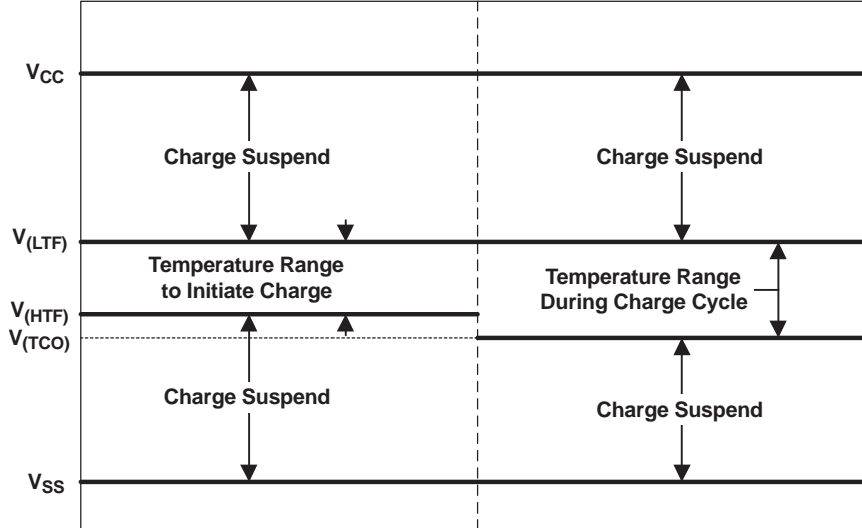 VCC
Charge Suspend
Charge Suspend
V(LTF)
Temperature Range
to Initiate Charge
Temperature Range
During Charge Cycle
V(HTF)
V(TCO)
Charge Suspend
Charge Suspend
VSS